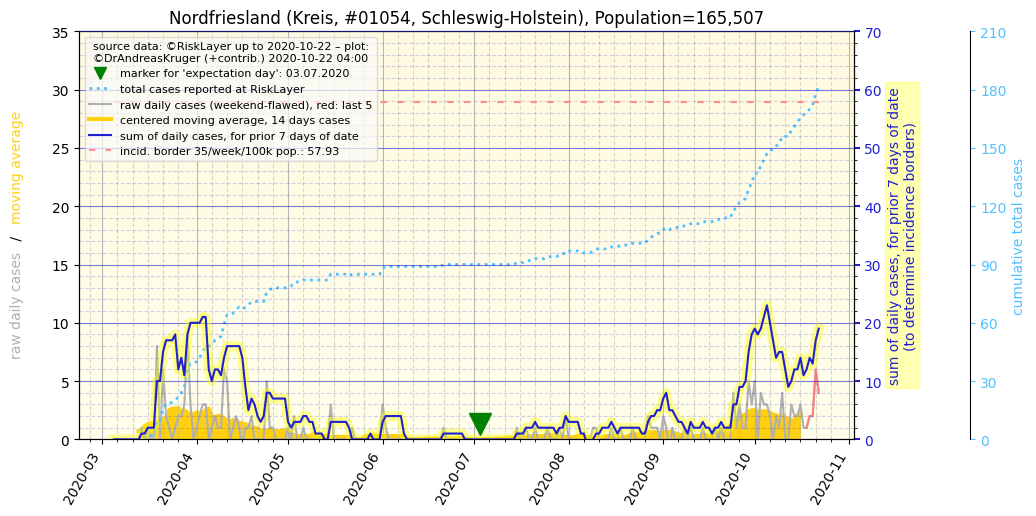 Nordfriesland (Kreis, #01054, Schleswig-Holstein), Population=165,507
source data: ©RiskLayer up to 2020-10-22 – plot:
©DrAndreasKruger (+contrib.) 2020-10-22 04:00
marker for 'expectation day': 03.07.2020
total cases reported at RiskLayer
raw daily cases (weekend-flawed), red: last 5
centered moving average, 14 days cases
sum of daily cases, for prior 7 days of date
incid. border 35/week/100k pop.: 57.93
raw daily cases / moving average
35
30
25
20
15
10
5
0
70
60
50
40
30
20
10
0
sum of daily cases, for prior 7 days of date
(to determine incidence borders)
210
180
150
120
90
60
30
0
cumulative total cases
2020-03
2020-04
2020-05
2020-06
2020-07
2020-08
2020-09
2020-10
2020-11